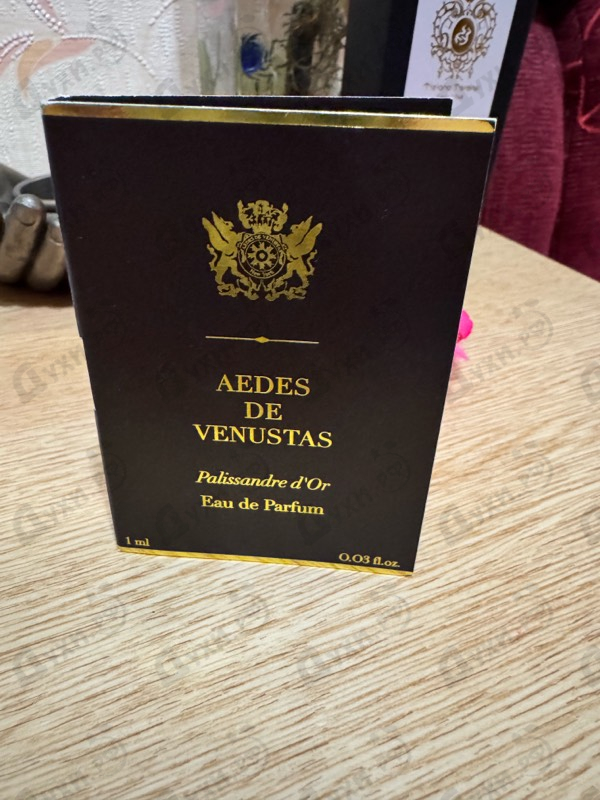 AEDES
DE
VENUSTAS
Palissandre d'Or
Eau de Parfum
1 ml
0.03 fl.oz.